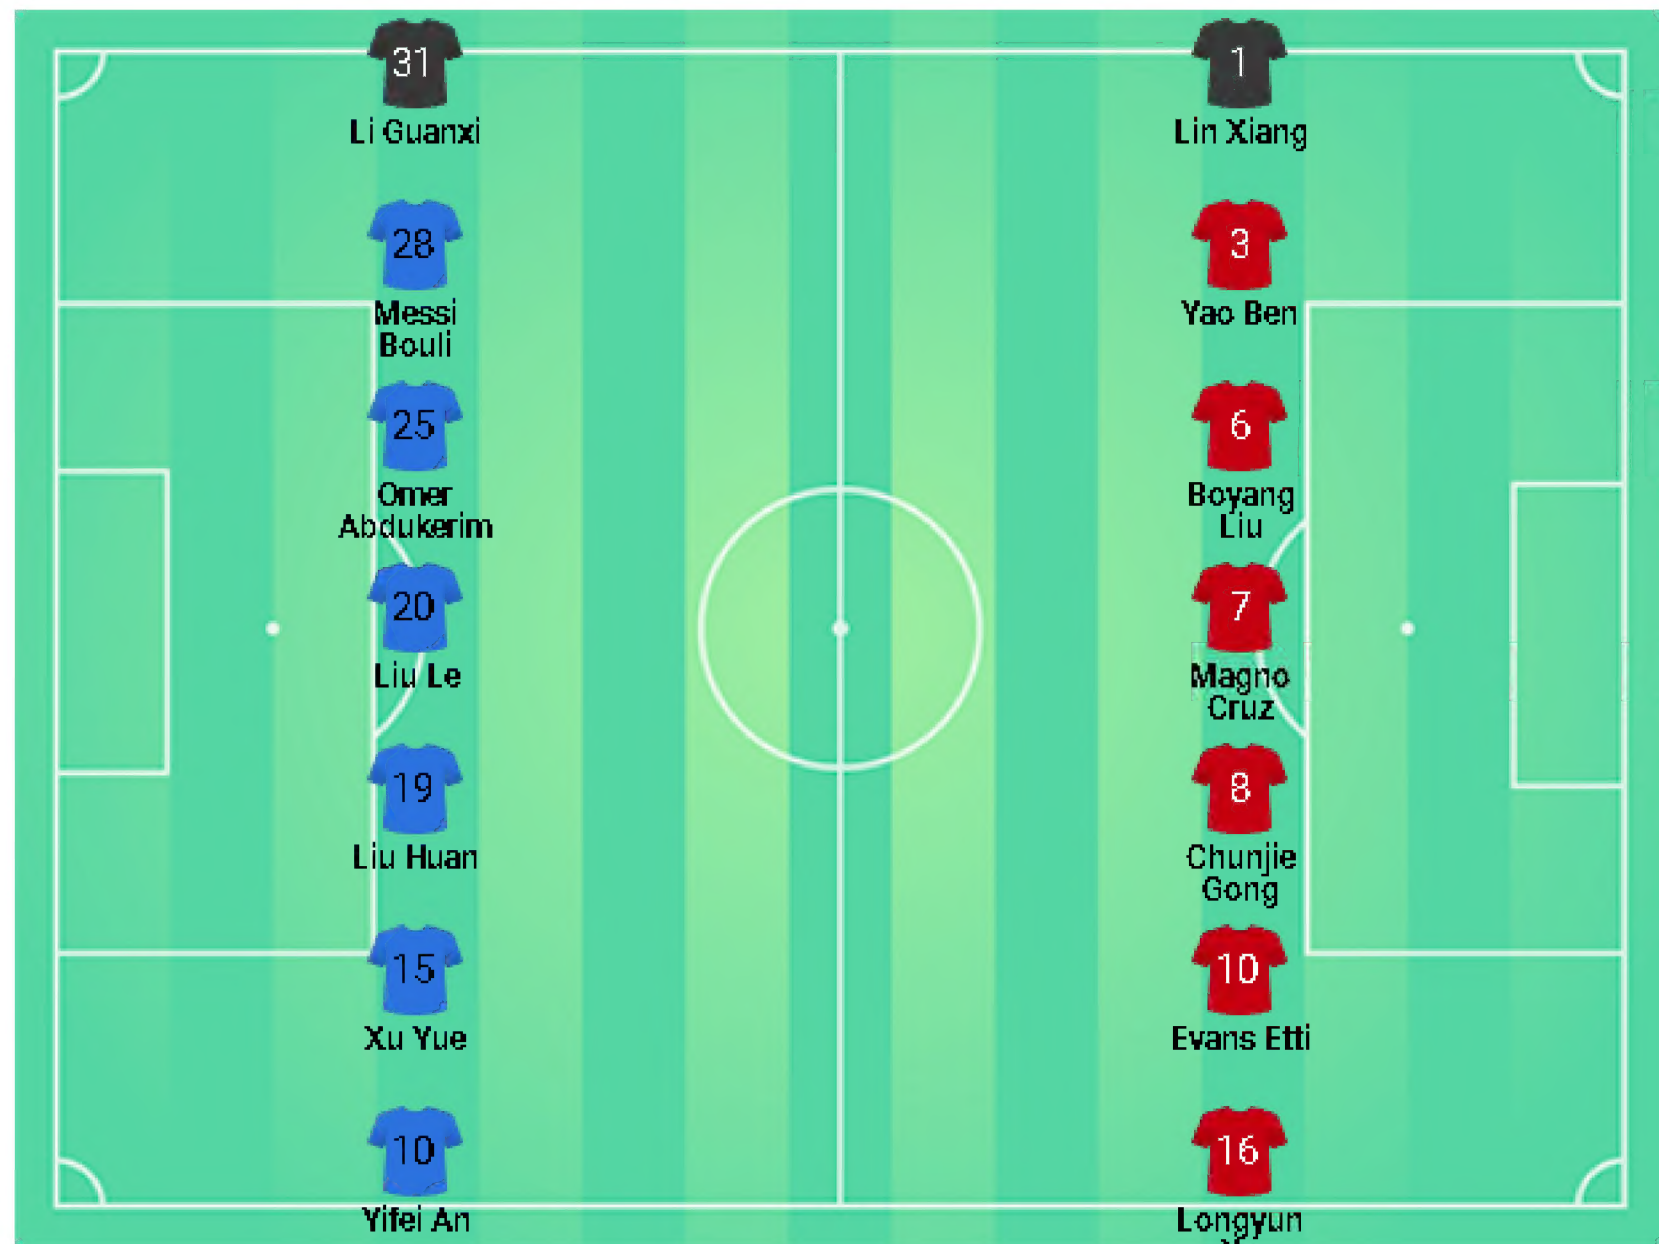 31
Li Guanxi
28
Messi
Bouli
25
Omer
Abdukerim
20
Liu Le
19
Liu Huan
15
Xu Yue
10
Yifei An
1
Lin Xiang
3
Yao Ben
6
Boyang
Liu
7
Magno
Cruz
8
Chunjie
Gong
10
Evans Etti
16
Longyun